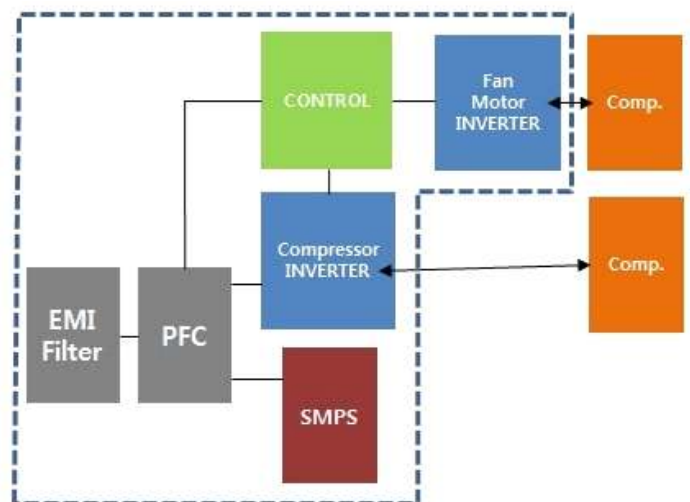 CONTROL
Fan
Motor
INVERTER
Comp.
Compressor
INVERTER
Comp.
EMI
Filter
PFC
SMPS